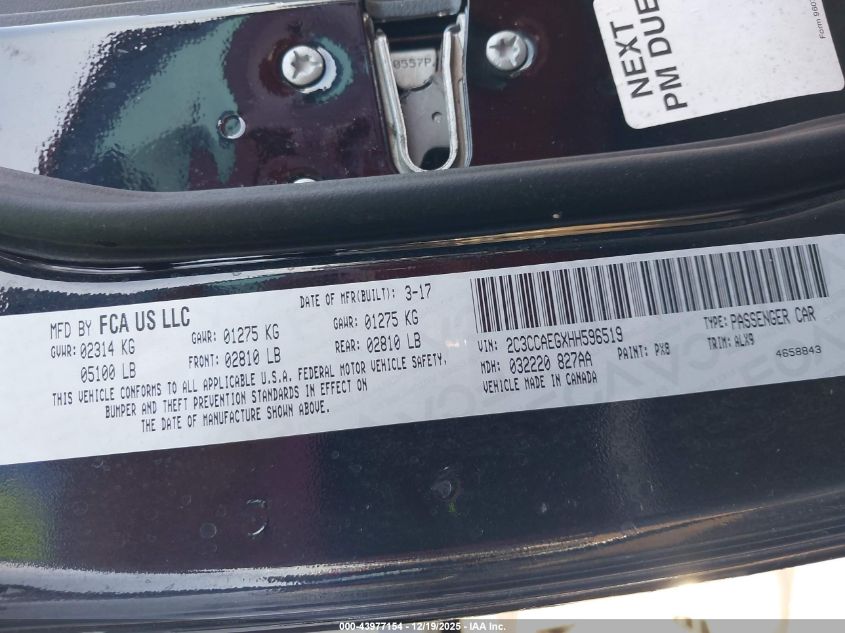 0557P
NEXT
PM DUE
MFD BY FCA US LLC
DATE OF MFR(BUILT): 3-17
GVWR: 02314 KG
GAWR: 01275 KG
GAWR: 01275 KG
05100 LB
FRONT: 02810 LB
REAR: 02810 LB
THIS VEHICLE CONFORMS TO ALL APPLICABLE U.S.A. FEDERAL MOTOR VEHICLE SAFETY,
BUMPER AND THEFT PREVENTION STANDARDS IN EFFECT ON
THE DATE OF MANUFACTURE SHOWN ABOVE.
VIN: 2C3CCAEGXHH596519
TYPE: PASSENGER CAR
MDH: 032220 827AA
PAINT: PX8
TRIM: ALX9
VEHICLE MADE IN CANADA
4658843
000-43977154 - 12/19/2025 - IAA Inc.